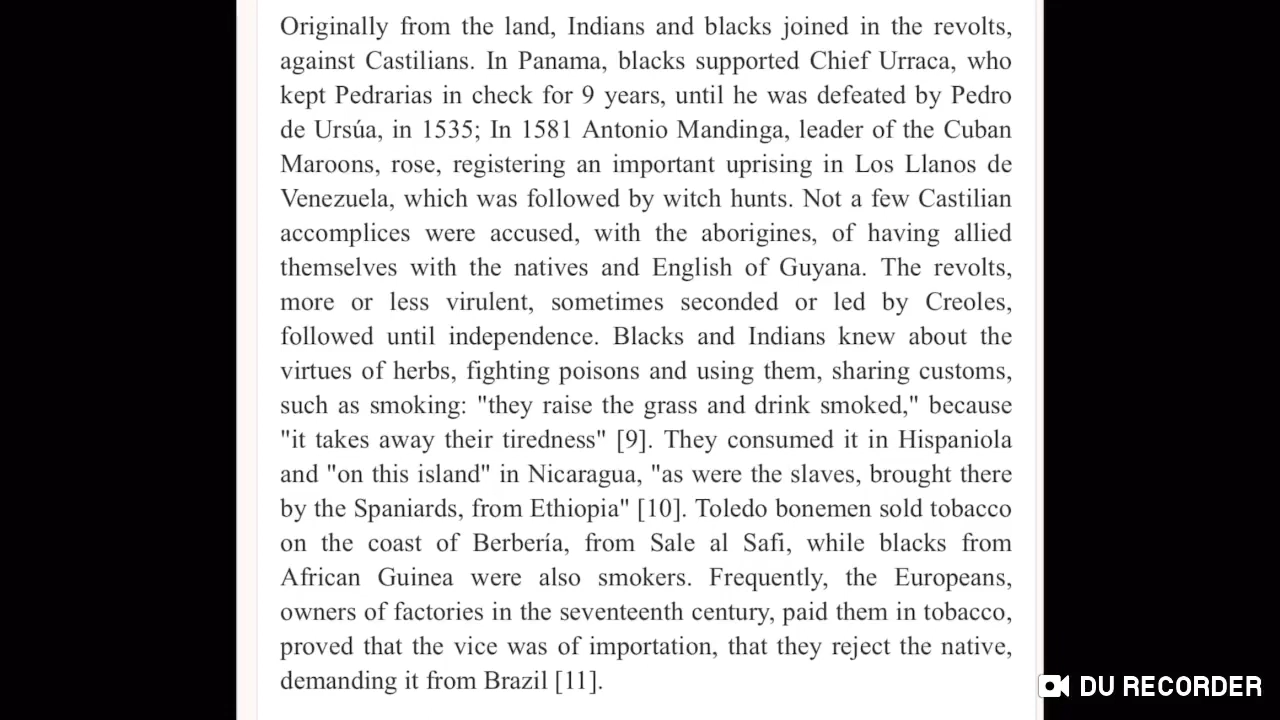 Originally from the land, Indians and blacks joined in the revolts,
against Castilians. In Panama, blacks supported Chief Urraca, who
kept Pedrarias in check for 9 years, until he was defeated by Pedro
de Ursúa, in 1535; In 1581 Antonio Mandinga, leader of the Cuban
Maroons, rose, registering an important uprising in Los Llanos de
Venezuela, which was followed by witch hunts. Not a few Castilian
accomplices were accused, with the aborigines, of having allied
themselves with the natives and English of Guyana. The revolts,
more or less virulent, sometimes seconded or led by Creoles,
followed until independence. Blacks and Indians knew about the
virtues of herbs, fighting poisons and using them, sharing customs,
such as smoking: "they raise the grass and drink smoked," because
"it takes away their tiredness" [9]. They consumed it in Hispaniola
and "on this island" in Nicaragua, "as were the slaves, brought there
by the Spaniards, from Ethiopia" [10]. Toledo bonemen sold tobacco
on the coast of Berbería, from Sale al Safi, while blacks from
African Guinea were also smokers. Frequently, the Europeans,
owners of factories in the seventeenth century, paid them in tobacco,
proved that the vice was of importation, that they reject the native,
demanding it from Brazil [11].
DU RECORDER